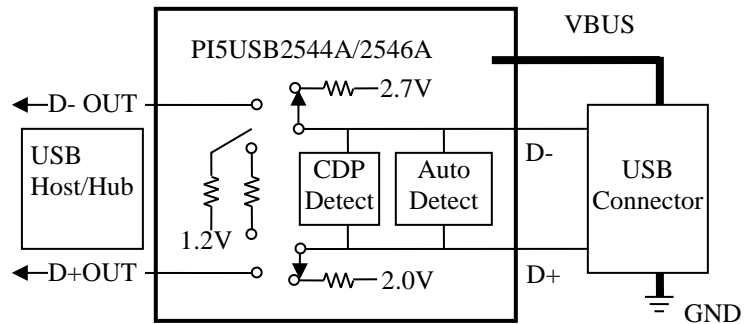 VBUS
PI5USB2544A/2546A
2.7V
D- OUT
USB
Host/Hub
CDP
Detect
Auto
Detect
D-
USB
Connector
1.2V
D+OUT
2.0V
D+
GND